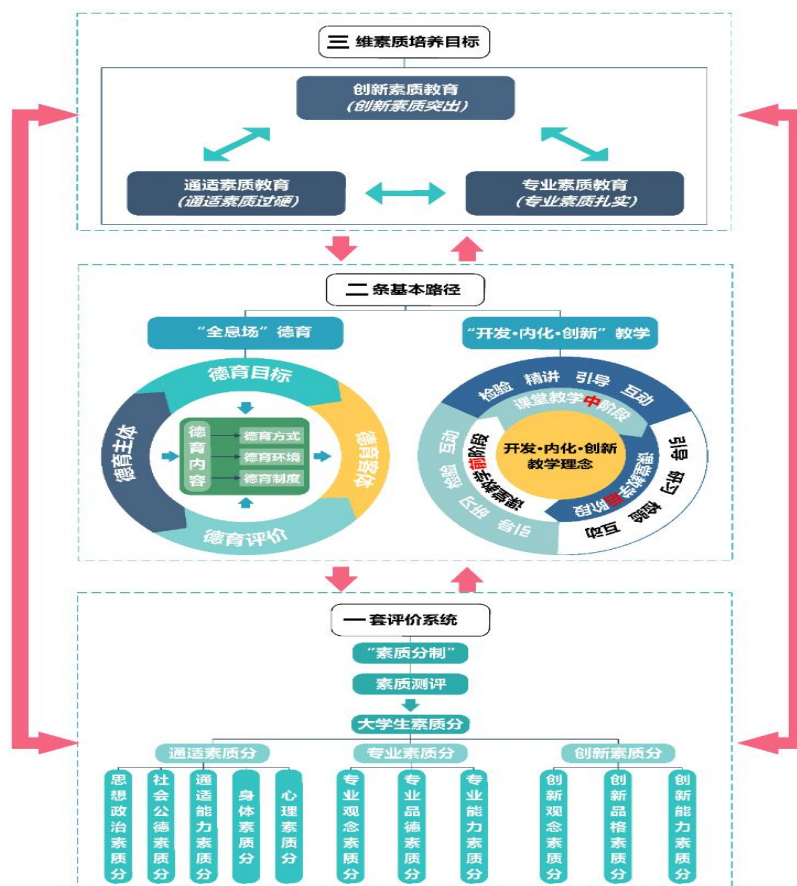 三 维素质培养目标
创新素质教育
(创新素质突出)
通适素质教育
(通适素质过硬)
专业素质教育
(专业素质扎实)
二 条基本路径
“全息场”德育
“开发·内化·创新”教学
德育目标
德育主体
德育客体
德育评价
德育内容
德育方式
德育环境
德育制度
检验 精讲 引导 互动
课堂教学中阶段
引导 研习 检验 互动
课堂教学后阶段
引导 研习 检验 互动
课堂教学前阶段
开发·内化·创新
教学理念
一 套评价系统
“素质分制”
素质测评
大学生素质分
通适素质分
专业素质分
创新素质分
思想政治素质分
社会公德素质分
通适能力素质分
身体素质分
心理素质分
专业观念素质分
专业品德素质分
专业能力素质分
创新观念素质分
创新品格素质分
创新能力素质分